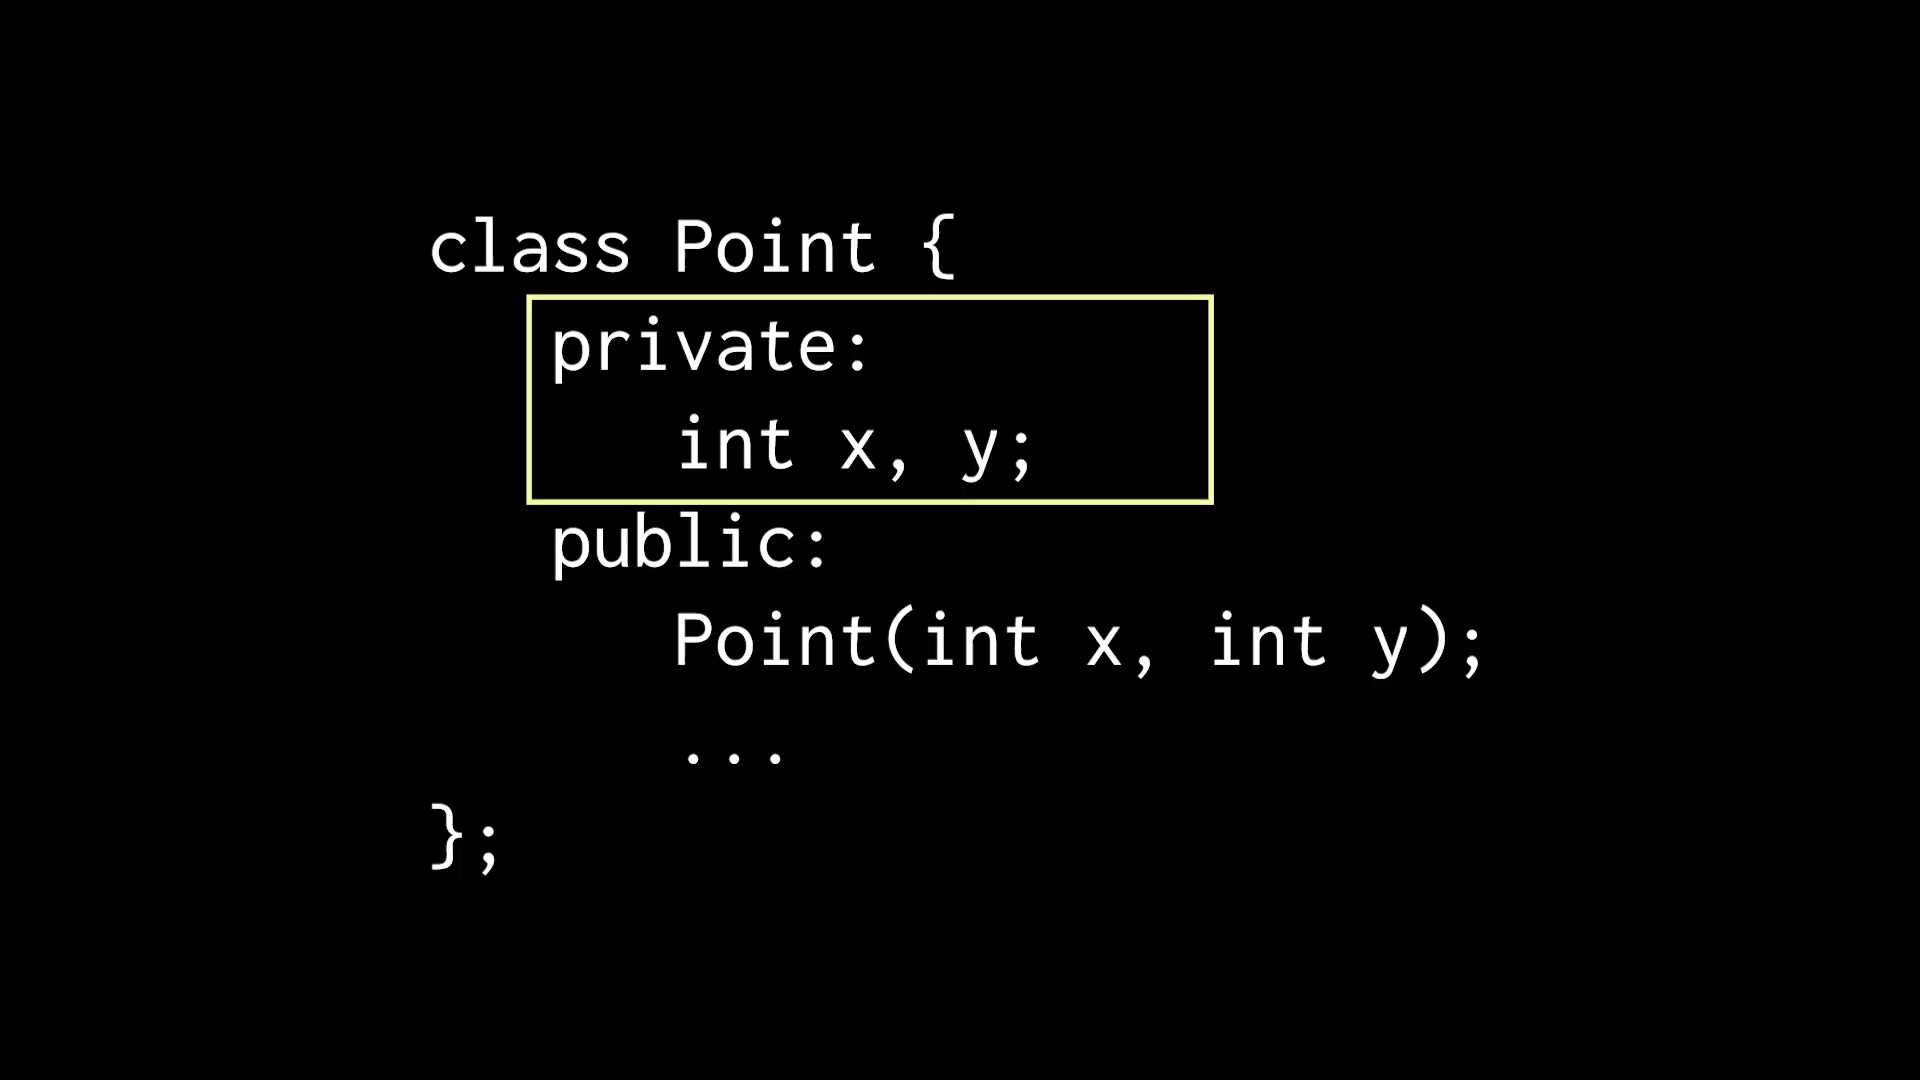 class Point {
private:
int x, y;
public:
Point(int x, int y);
...
};